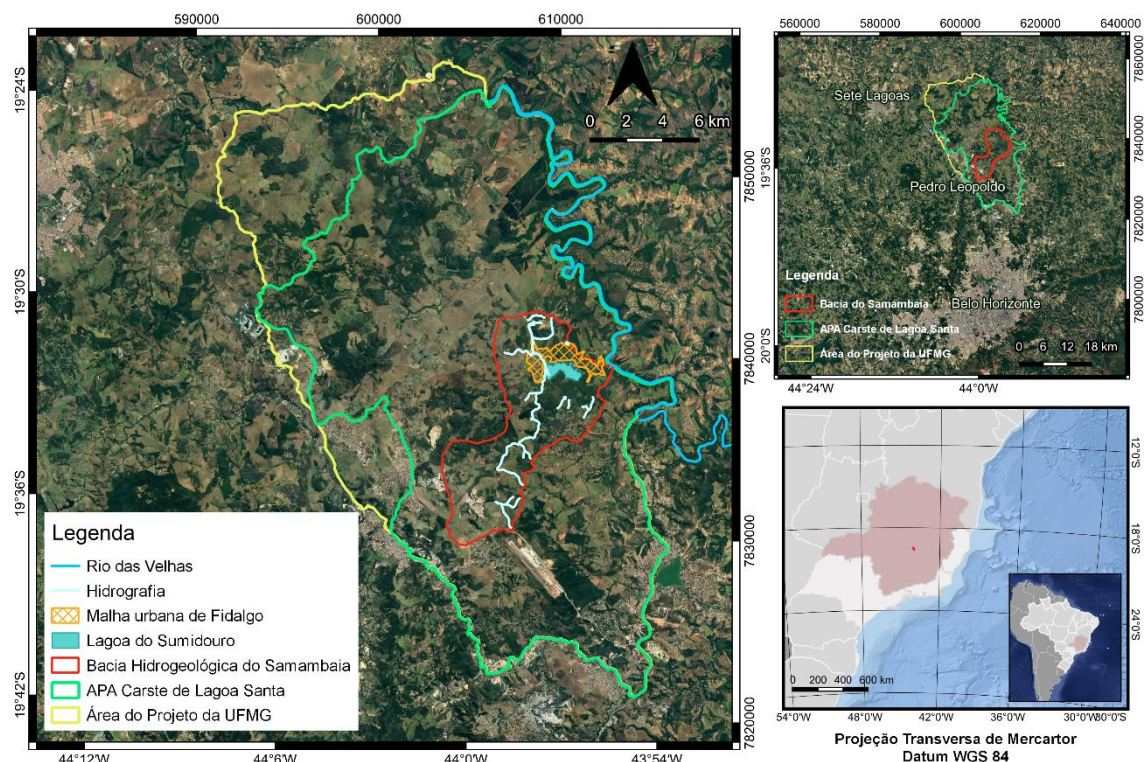 590000 600000 610000
19°24'S
19°30'S
19°36'S
19°42'S
7850000
7840000
7830000
7820000
0 2 4 6 km
Legenda
Rio das Velhas
Hidrografia
Malha urbana de Fidalgo
Lagoa do Sumidouro
Bacia Hidrogeológica do Samambaia
APA Carste de Lagoa Santa
Área do Projeto da UFMG
44°12'W 44°6'W 44°0'W 43°54'W
560000 580000 600000 620000 640000
Sete Lagoas
Pedro Leopoldo
Belo Horizonte
Legenda
Bacia do Samambaia
APA Carste de Lagoa Santa
Área do Projeto da UFMG
0 6 12 18 km
19°36'S
20°0'S
7860000
7840000
7820000
7800000
44°24'W 44°0'W
12°0'S
18°0'S
24°0'S
0 200 400 600 km
54°0'W 48°0'W 42°0'W 36°0'W 30°0'W
Projeção Transversa de Mercartor
Datum WGS 84